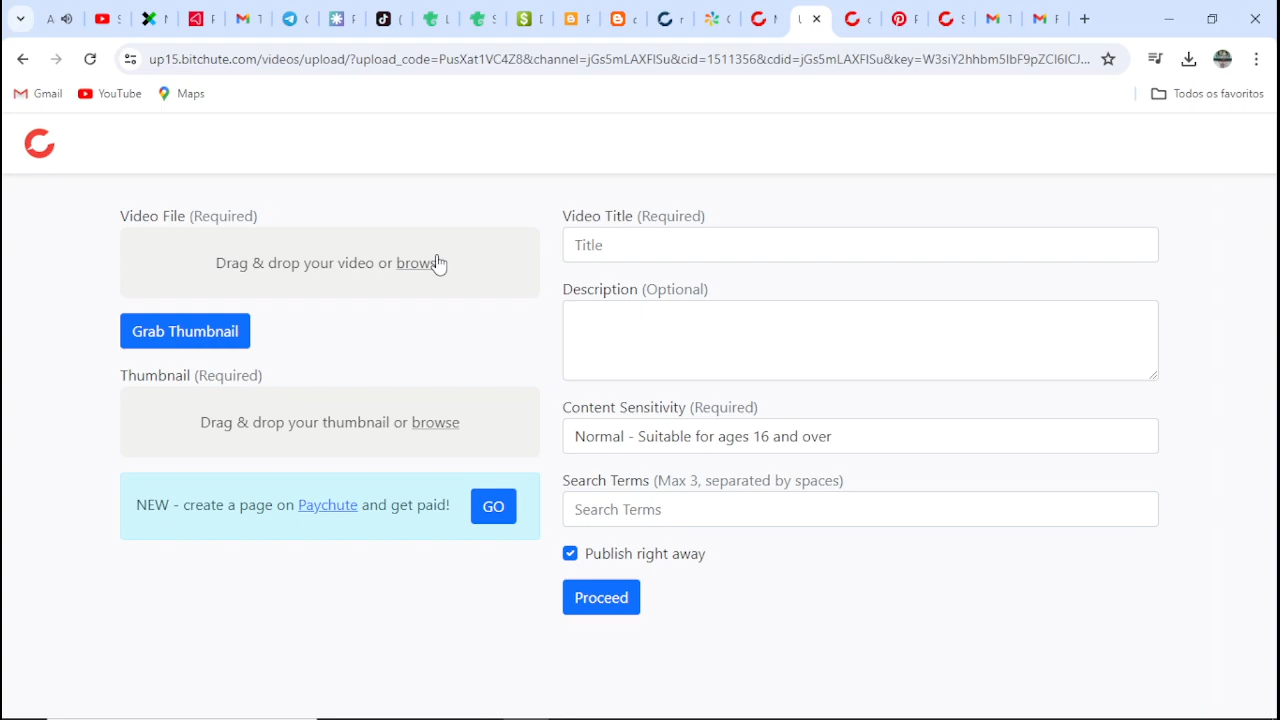 up15.bitchute.com/videos/upload/?upload_code=PusXat1VC4Z8&channel=jGs5mLAXFISu&cid=1511356&cdid=jGs5mLAXFISu&key=W3siY2hhbm5lbF9pZCI6ICJ...
Gmail YouTube Maps Todos os favoritos
Video File (Required)
Drag & drop your video or
Grab Thumbnail
Thumbnail (Required)
Drag & drop your thumbnail or browse
NEW - create a page on Paychute and get paid! GO
Video Title (Required)
Title
Description (Optional)
Content Sensitivity (Required)
Normal - Suitable for ages 16 and over
Search Terms (Max 3, separated by spaces)
Search Terms
Publish right away
Proceed